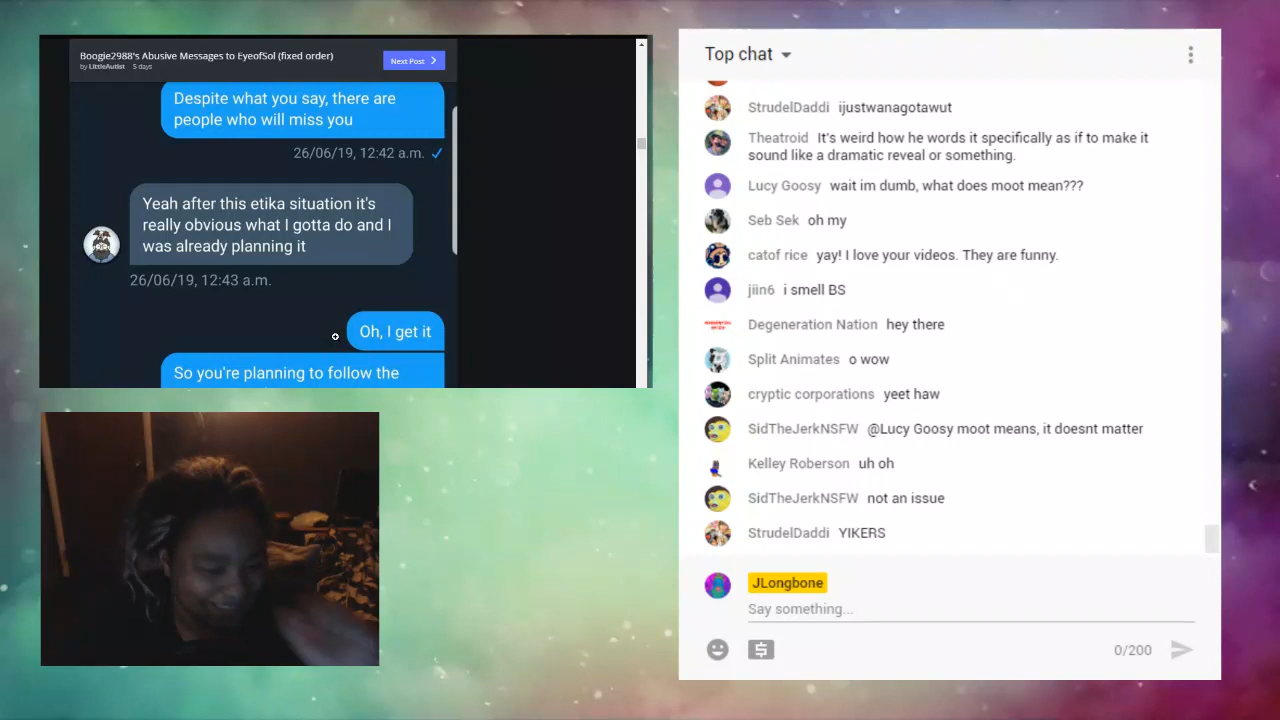 Boogie2988's Abusive Messages to EyeofSol (fixed order)
by LittleAutist 5 days
Next Post
Despite what you say, there are
people who will miss you
26/06/19, 12:42 a.m.
Yeah after this etika situation it's
really obvious what I gotta do and I
was already planning it
26/06/19, 12:43 a.m.
Oh, I get it
So you're planning to follow the
Top chat
StrudelDaddi ijustwanagotawut
Theatroid It's weird how he words it specifically as if to make it
sound like a dramatic reveal or something.
Lucy Goosy wait im dumb, what does moot mean???
Seb Sek oh my
catof rice yay! I love your videos. They are funny.
jiin6 i smell BS
Degeneration Nation hey there
Split Animates o wow
cryptic corporations yeet haw
SidTheJerkNSFW @Lucy Goosy moot means, it doesnt matter
Kelley Roberson uh oh
SidTheJerkNSFW not an issue
StrudelDaddi YIKERS
JLongbone
Say something...
0/200